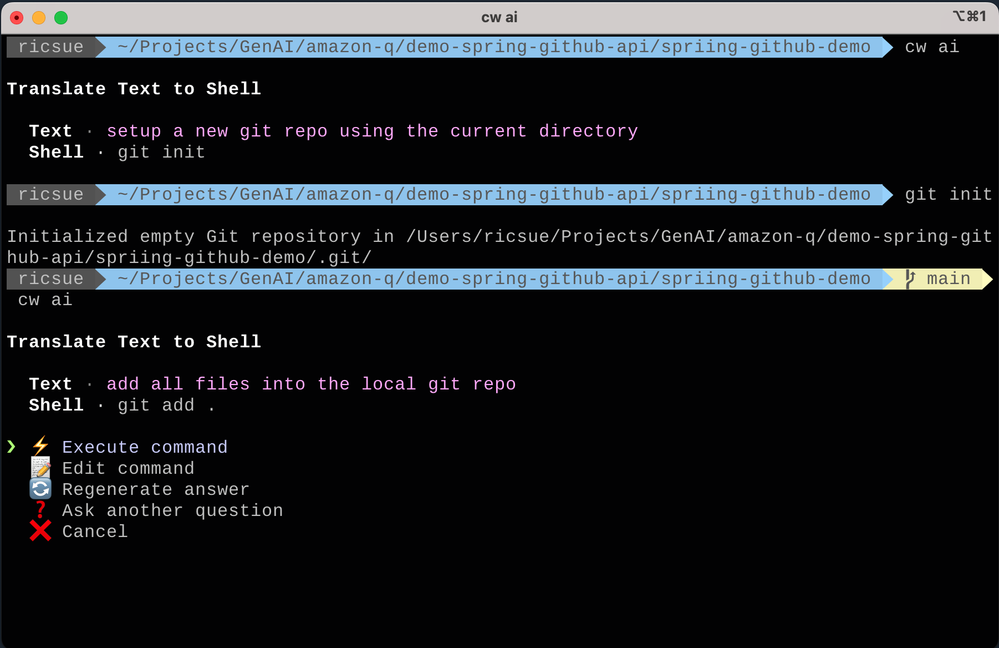 cw ai
⌥⌘1
ricsue ~/Projects/GenAI/amazon-q/demo-spring-github-api/spriing-github-demo cw ai
Translate Text to Shell
Text · setup a new git repo using the current directory
Shell · git init
ricsue ~/Projects/GenAI/amazon-q/demo-spring-github-api/spriing-github-demo git init
Initialized empty Git repository in /Users/ricsue/Projects/GenAI/amazon-q/demo-spring-git
hub-api/spriing-github-demo/.git/
ricsue ~/Projects/GenAI/amazon-q/demo-spring-github-api/spriing-github-demo main
cw ai
Translate Text to Shell
Text · add all files into the local git repo
Shell · git add .
❯ ⚡ Execute command
📝 Edit command
🔄 Regenerate answer
❓ Ask another question
❌ Cancel